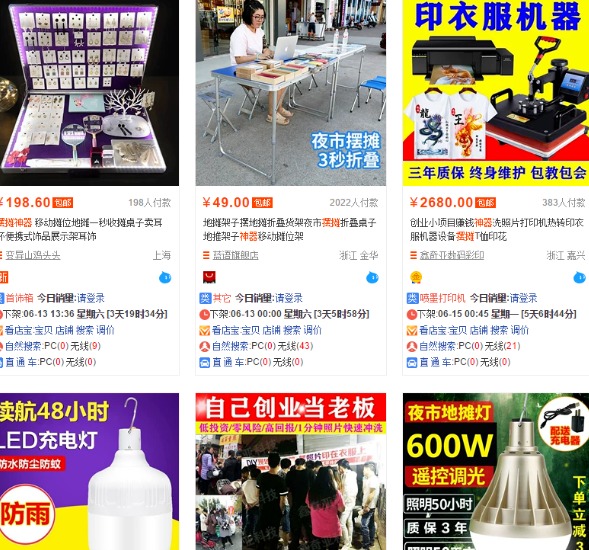 夜市摆摊
3秒折叠
印衣服机器
三年质保 终身维护 包教包会
¥198.60 包邮 198人付款
摆摊神器 移动摊位地摊一秒收摊桌子卖耳
环便携式饰品展示架耳饰
上海
新
类 首饰箱 今日销量:请登录
下架:06-13 13:36 星期六 [3天19时34分]
看店宝:宝贝 店铺 搜索 调价
自然搜索:PC(0) 无线(9)
直 通 车:PC(0) 无线(0)
¥49.00 包邮 2022人付款
地摊架子摆地摊折叠货架夜市摆摊折叠桌子
地推架子神器移动摊位架
蓝语旗舰店 浙江 金华
类 其它 今日销量:请登录
下架:06-13 00:00 星期六 [3天5时58分]
看店宝:宝贝 店铺 搜索 调价
自然搜索:PC(0) 无线(43)
直 通 车:PC(0) 无线(0)
¥2680.00 包邮 383人付款
创业小项目赚钱神器洗照片打印机热转印衣
服机器设备摆摊T恤印花
浙江 嘉兴
类 喷墨打印机 今日销量:请登录
下架:06-15 00:45 星期一 [5天6时44分]
看店宝:宝贝 店铺 搜索 调价
自然搜索:PC(0) 无线(21)
直 通 车:PC(0) 无线(0)
续航48小时
LED充电灯
防水防尘防蚊
防雨
自己创业当老板
低投资/零风险/高回报/1分钟照片快速冲洗
夜市地摊灯
600W
遥控调光
照明50小时
质保3年
配送
充电器
下单立减3